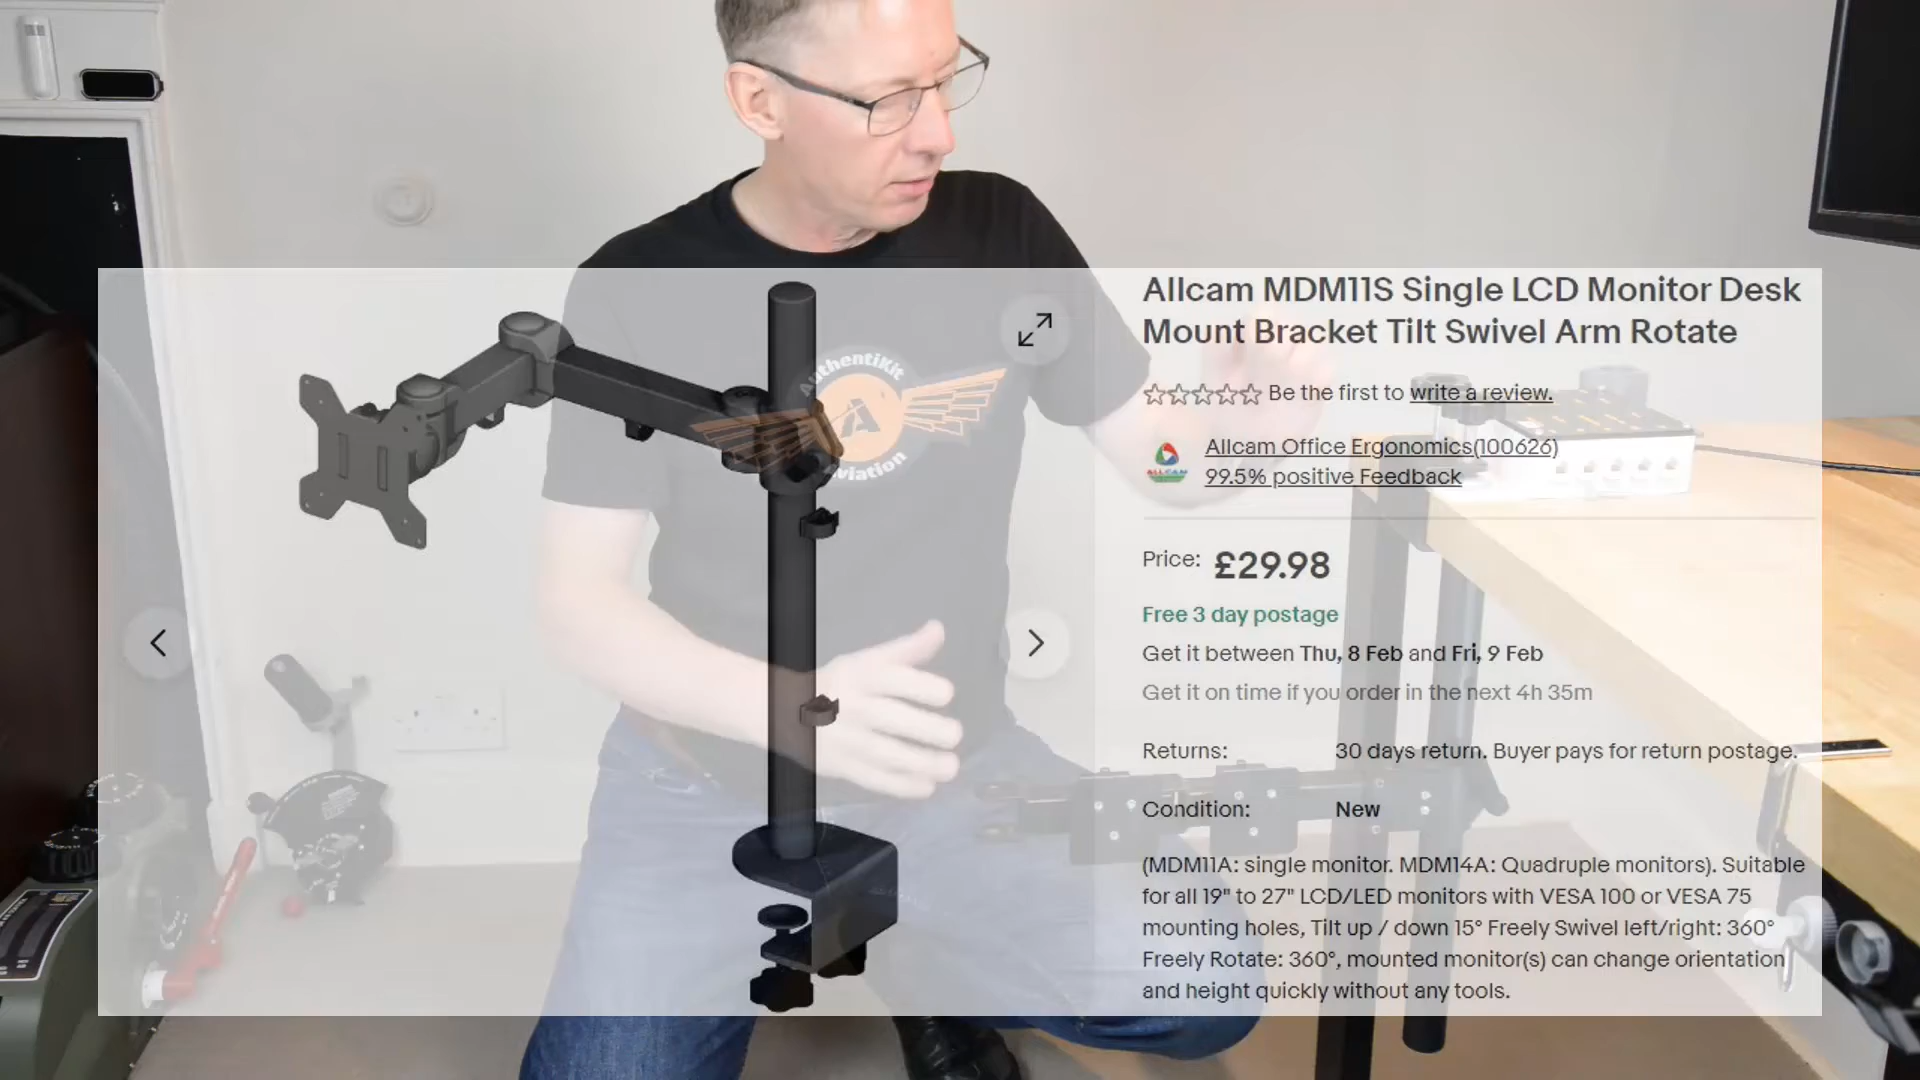 Allcam MDM11S Single LCD Monitor Desk
Mount Bracket Tilt Swivel Arm Rotate
Be the first to write a review.
Allcam Office Ergonomics(100626)
ALLCAM
99.5% positive Feedback
AuthentiKit
A
Aviation
Price: £29.98
Free 3 day postage
Get it between Thu, 8 Feb and Fri, 9 Feb
Get it on time if you order in the next 4h 35m
Returns: 30 days return. Buyer pays for return postage.
Condition: New
(MDM11A: single monitor. MDM14A: Quadruple monitors). Suitable
for all 19" to 27" LCD/LED monitors with VESA 100 or VESA 75
mounting holes, Tilt up / down 15° Freely Swivel left/right: 360°
Freely Rotate: 360°, mounted monitor(s) can change orientation
and height quickly without any tools.